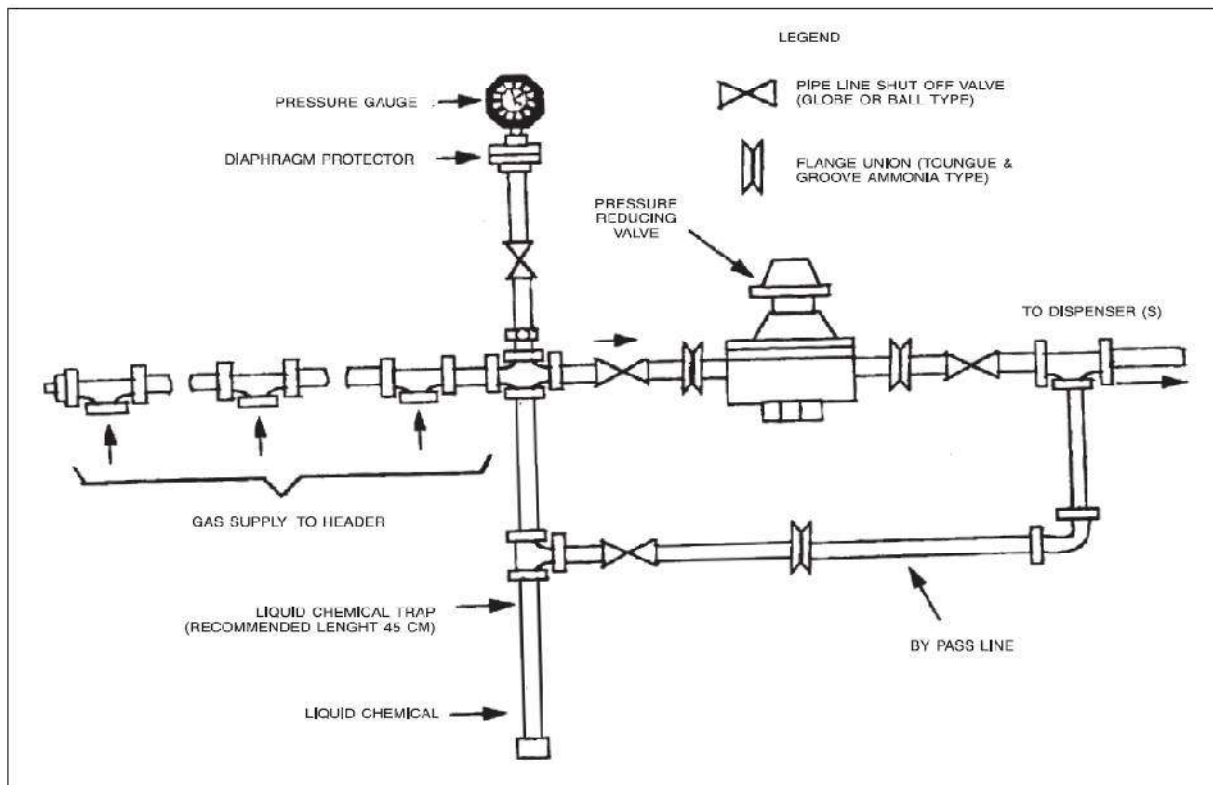 LEGEND
PIPE LINE SHUT OFF VALVE
(GLOBE OR BALL TYPE)
PRESSURE GAUGE
DIAPHRAGM PROTECTOR
FLANGE UNION (TOUNGUE &
GROOVE AMMONIA TYPE)
PRESSURE
REDUCING
VALVE
TO DISPENSER (S)
GAS SUPPLY TO HEADER
LIQUID CHEMICAL TRAP
(RECOMMENDED LENGHT 45 CM)
BY PASS LINE
LIQUID CHEMICAL